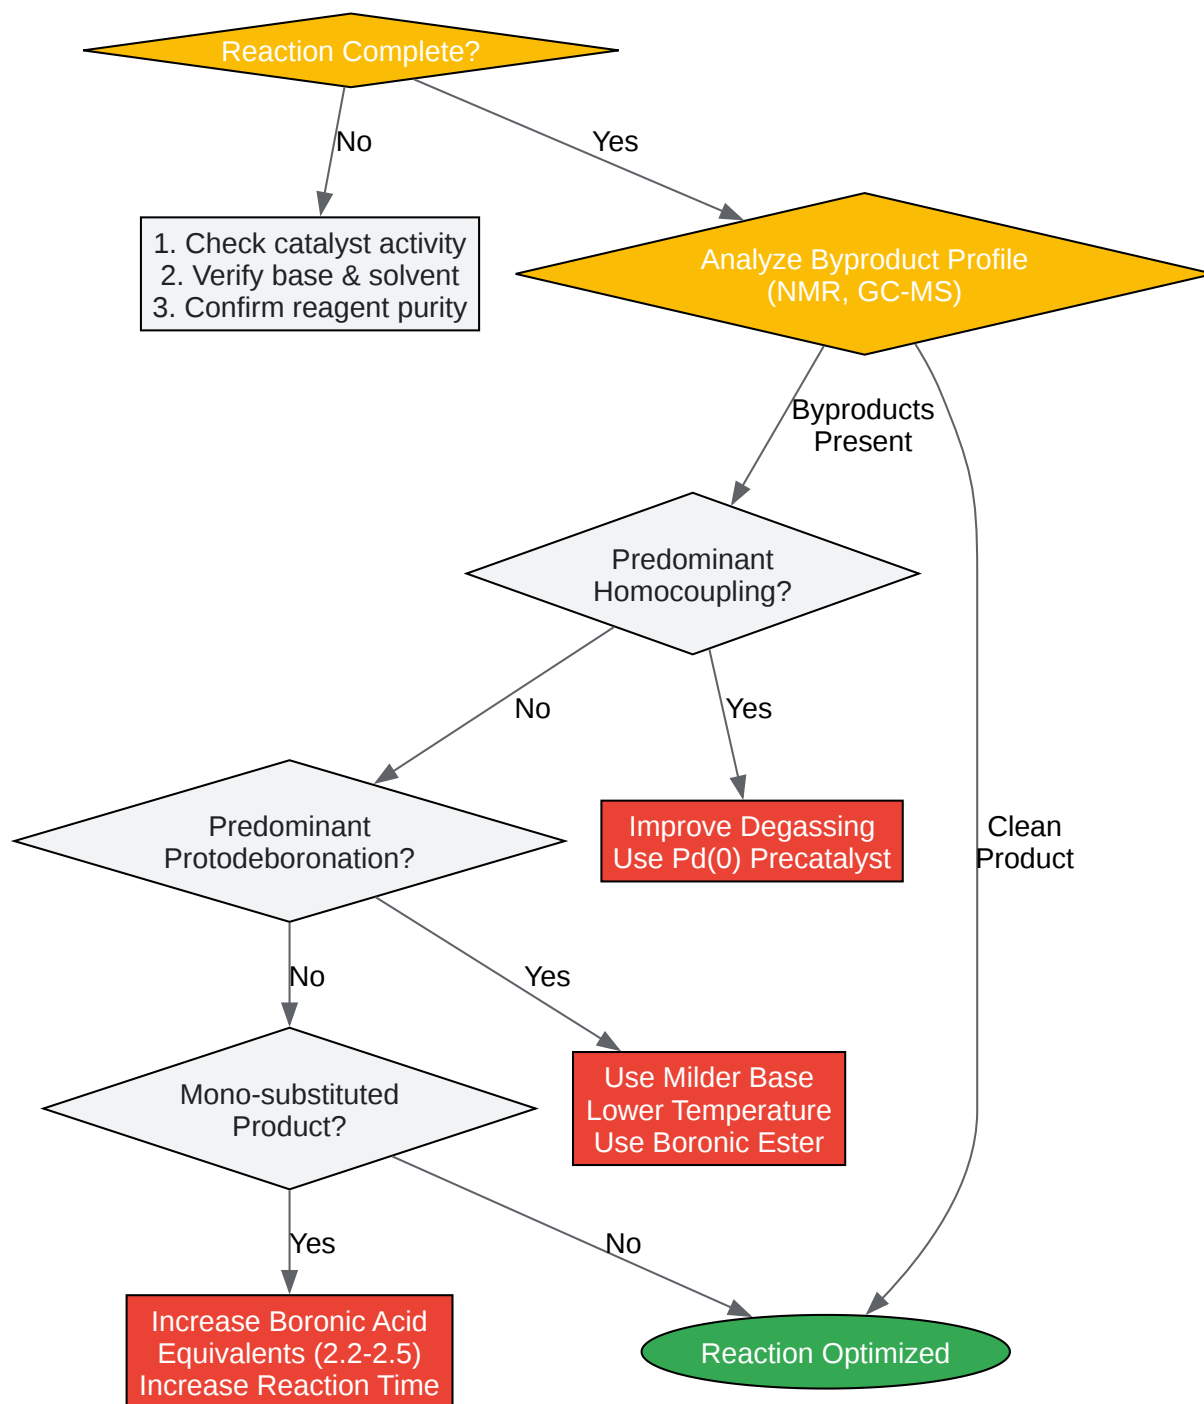 Reaction Complete?
No
Yes
1. Check catalyst activity
2. Verify base & solvent
3. Confirm reagent purity
Analyze Byproduct Profile
(NMR, GC-MS)
Byproducts
Present
Predominant
Homocoupling?
No
Yes
Predominant
Protodeboronation?
Improve Degassing
Use Pd(0) Precatalyst
Clean
Product
No
Yes
Mono-substituted
Product?
Use Milder Base
Lower Temperature
Use Boronic Ester
Yes
No
Increase Boronic Acid
Equivalents (2.2-2.5)
Increase Reaction Time
Reaction Optimized